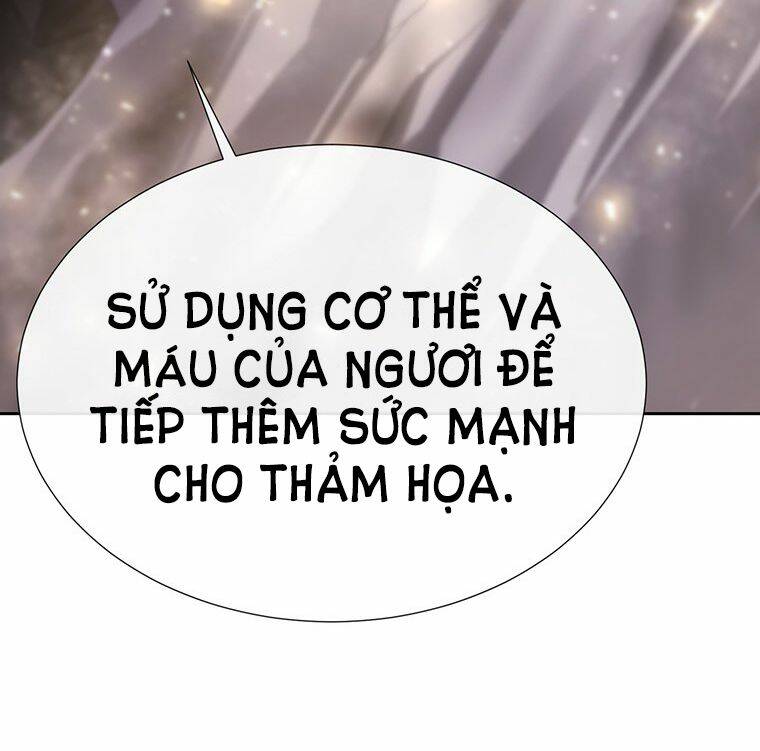 SỬ DỤNG CƠ THỂ VÀ
MÁU CỦA NGƯƠI ĐỂ
TIẾP THÊM SỨC MẠNH
CHO THẢM HỌA.